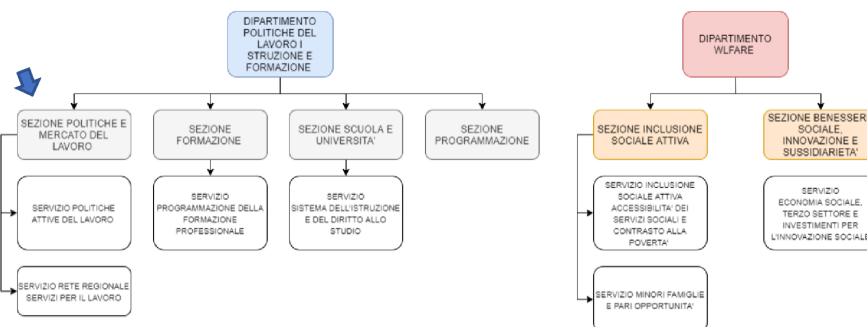 DIPARTIMENTO
POLITICHE DEL
LAVORO I
STRUZIONE E
FORMAZIONE
DIPARTIMENTO
WLFARE
SEZIONE POLITICHE E
MERCATO DEL
LAVORO
SEZIONE
FORMAZIONE
SEZIONE SCUOLA E
UNIVERSITA'
SEZIONE
PROGRAMMAZIONE
SEZIONE INCLUSIONE
SOCIALE ATTIVA
SEZIONE BENESSER
SOCIALE,
INNOVAZIONE E
SUSSIDIARIETA'
SERVIZIO POLITICHE
ATTIVE DEL LAVORO
SERVIZIO
PROGRAMMAZIONE DELLA
FORMAZIONE
PROFESSIONALE
SERVIZIO
SISTEMA DELL'ISTRUZIONE
E DEL DIRITTO ALLO
STUDIO
SERVIZIO INCLUSIONE
SOCIALE ATTIVA
ACCESSIBILITA' DEI
SERVIZI SOCIALI E
CONTRASTO ALLA
POVERTA'
SERVIZIO
ECONOMIA SOCIALE,
TERZO SETTORE E
INVESTIMENTI PER
L'INNOVAZIONE SOCIALE
SERVIZIO RETE REGIONALE
SERVIZI PER IL LAVORO
SERVIZIO MINORI FAMIGLIE
E PARI OPPORTUNITA'